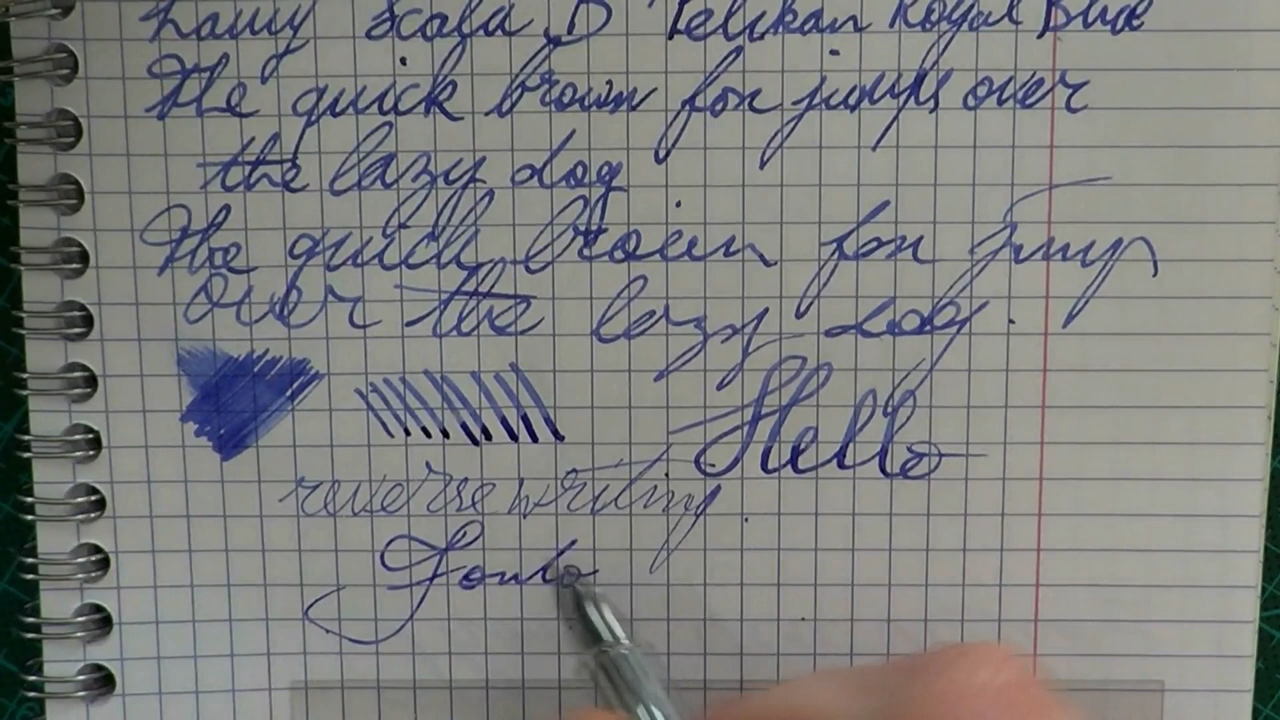 Lamy Scala B Pelikan Royal Blue
The quick brown fox jumps over
the lazy dog
The quick brown fox jumps
over the lazy dog.
Hello
reverse writing.